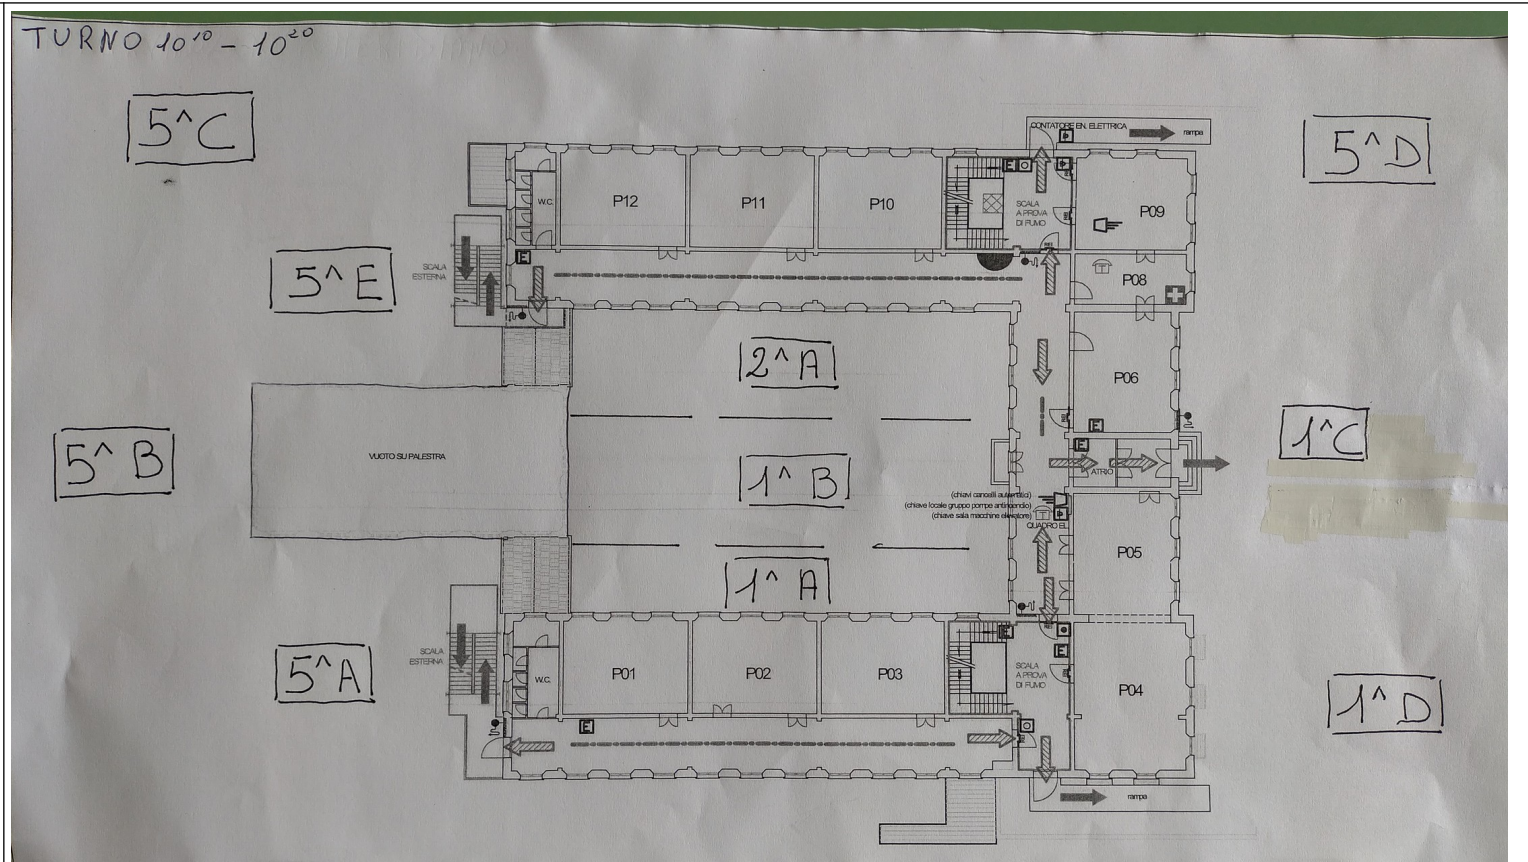 TURNO 10¹⁰ - 10²⁰
5^C
5^D
CONTATORE EN. ELETTRICA
rampa
W.C.
P12
P11
P10
SCALA
A PROVA
DI FUMO
P09
5^E
SCALA
ESTERNA
P08
2^A
P06
1^C
5^B
VUOTO SU PALESTRA
1^B
ATRIO
(chiavi cancelli automatici)
(chiave locale gruppo pompe antincendio)
(chiave sala macchine elevatore)
QUADRO EL.
P05
1^A
5^A
SCALA
ESTERNA
W.C.
P01
P02
P03
SCALA
A PROVA
DI FUMO
P04
1^D
rampa